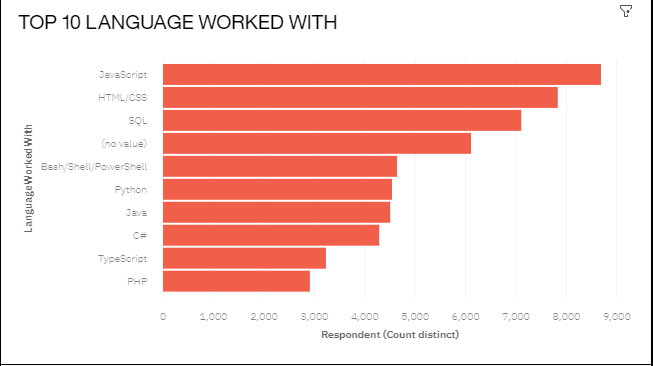 TOP 10 LANGUAGE WORKED WITH
LanguageWorkedWith
JavaScript
HTML/CSS
SQL
(no value)
Bash/Shell/PowerShell
Python
Java
C#
TypeScript
PHP
0 1,000 2,000 3,000 4,000 5,000 6,000 7,000 8,000 9,000
Respondent (Count distinct)